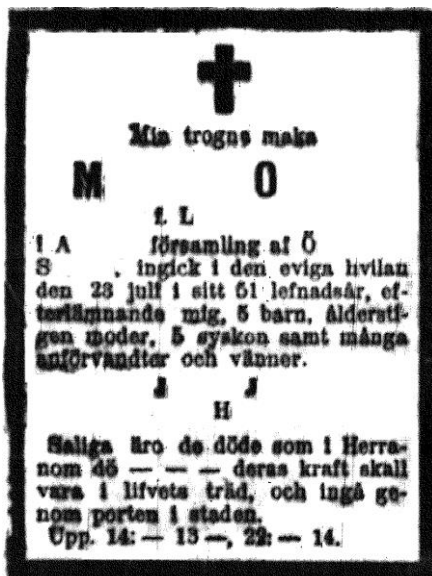 Min trogne maka
M O
f. L
i A församling af Ö
S . ingick i den eviga hvilan
den 23 juli i sitt 51 lefnadsår, ef-
terlämnande mig, 5 barn, åldersti-
gen moder, 5 syskon samt många
anförvandter och vänner.
J J
H
Saliga äro de döde som i Herra-
nom dö — — — deras kraft skall
vara i lifvets träd, och ingå ge-
nom porten i staden.
Upp. 14: — 13 —, 22: — 14.